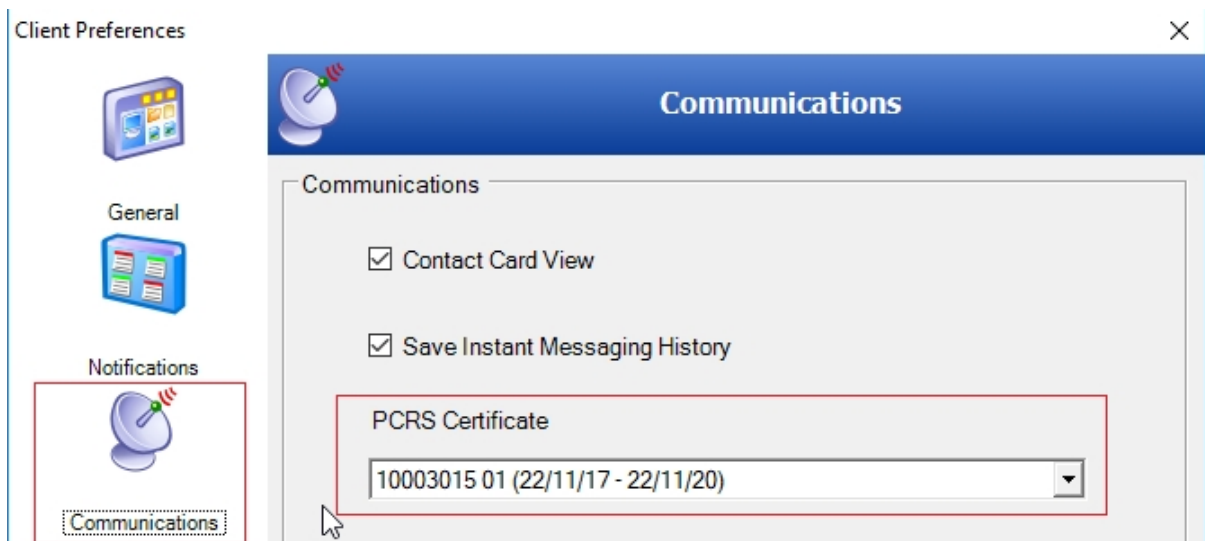 Client Preferences
General
Notifications
Communications
Communications
Communications
Contact Card View
Save Instant Messaging History
PCRS Certificate
10003015 01 (22/11/17 - 22/11/20)